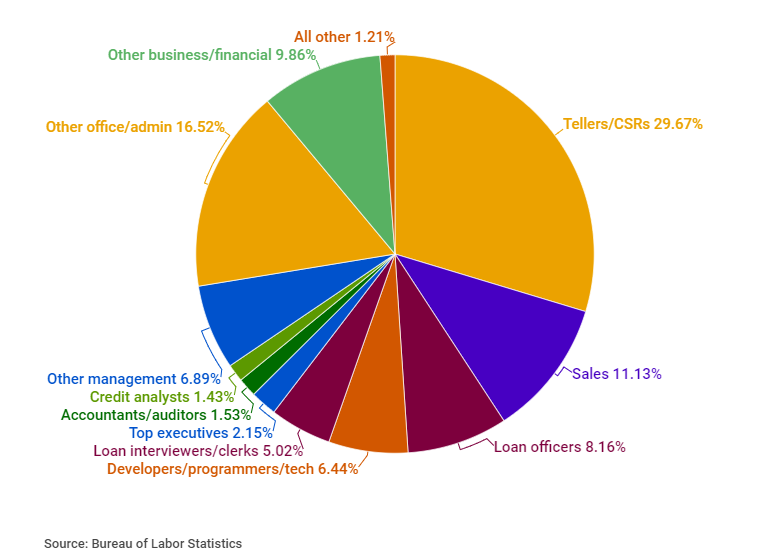 All other 1.21%
Other business/financial 9.86%
Tellers/CSRs 29.67%
Other office/admin 16.52%
Sales 11.13%
Other management 6.89%
Credit analysts 1.43%
Accountants/auditors 1.53%
Top executives 2.15%
Loan officers 8.16%
Loan interviewers/clerks 5.02%
Developers/programmers/tech 6.44%
Source: Bureau of Labor Statistics